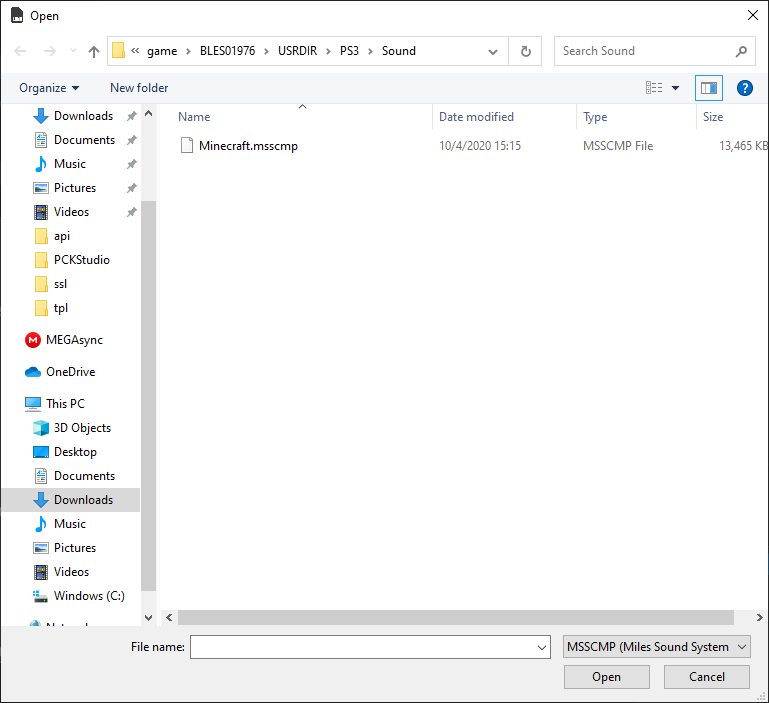 Open
« game > BLES01976 > USRDIR > PS3 > Sound
Search Sound
Organize
New folder
Downloads
Documents
Music
Pictures
Videos
api
PCKStudio
ssl
tpl
MEGAsync
OneDrive
This PC
3D Objects
Desktop
Documents
Downloads
Music
Pictures
Videos
Windows (C:)
Name Date modified Type Size
Minecraft.msscmp 10/4/2020 15:15 MSSCMP File 13,465 KB
File name:
MSSCMP (Miles Sound System
Open Cancel